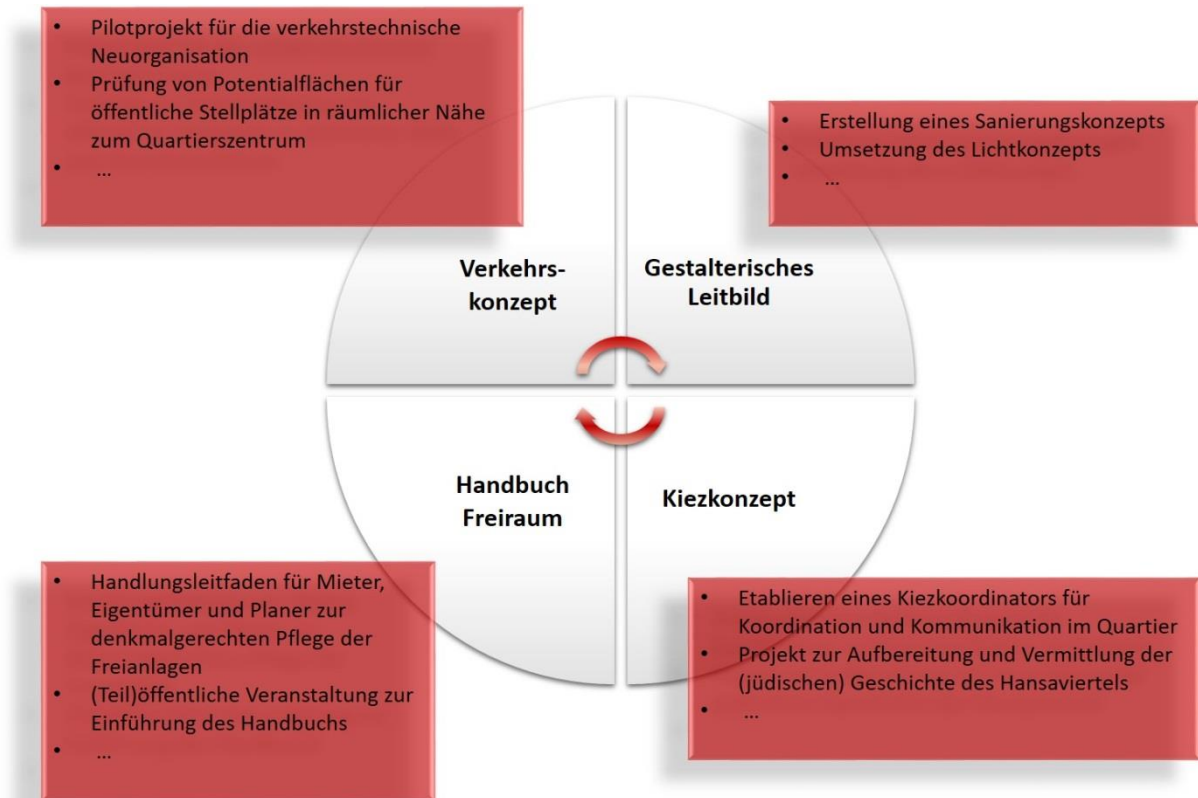 • Pilotprojekt für die verkehrstechnische
Neuorganisation
• Prüfung von Potentialflächen für
öffentliche Stellplätze in räumlicher Nähe
zum Quartierszentrum
• ...
• Erstellung eines Sanierungskonzepts
• Umsetzung des Lichtkonzepts
• ...
Verkehrs-
konzept
Gestalterisches
Leitbild
Handbuch
Freiraum
Kiezkonzept
• Handlungsleitfaden für Mieter,
Eigentümer und Planer zur
denkmalgerechten Pflege der
Freianlagen
• (Teil)öffentliche Veranstaltung zur
Einführung des Handbuchs
• ...
• Etablieren eines Kiezkoordinators für
Koordination und Kommunikation im Quartier
• Projekt zur Aufbereitung und Vermittlung der
(jüdischen) Geschichte des Hansaviertels
• ...